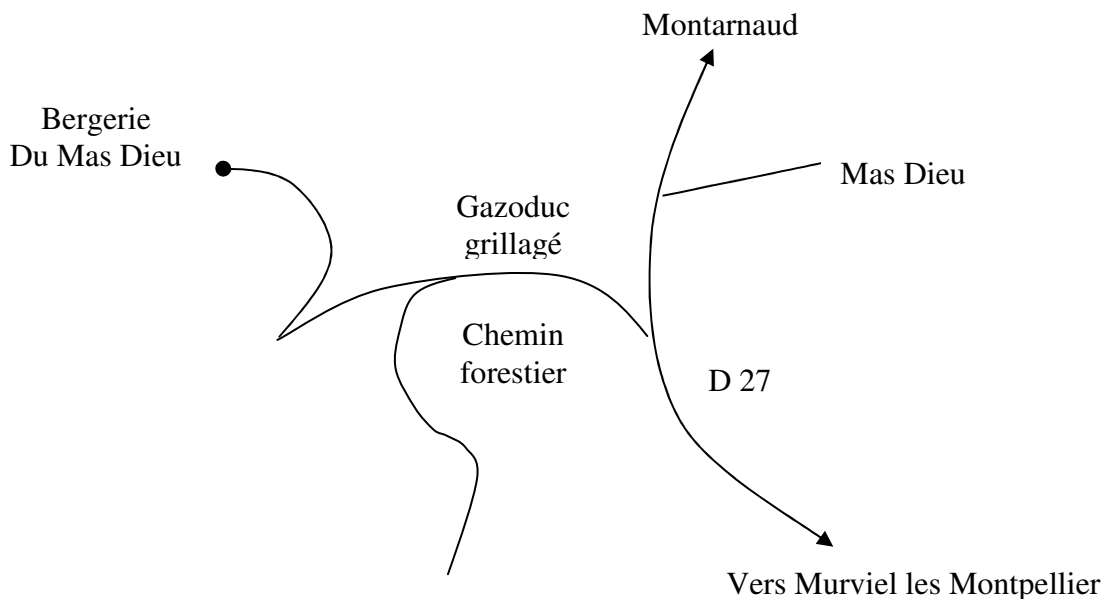 Montarnaud
Bergerie
Du Mas Dieu
Mas Dieu
Gazoduc
grillagé
Chemin
forestier
D 27
Vers Murviel les Montpellier